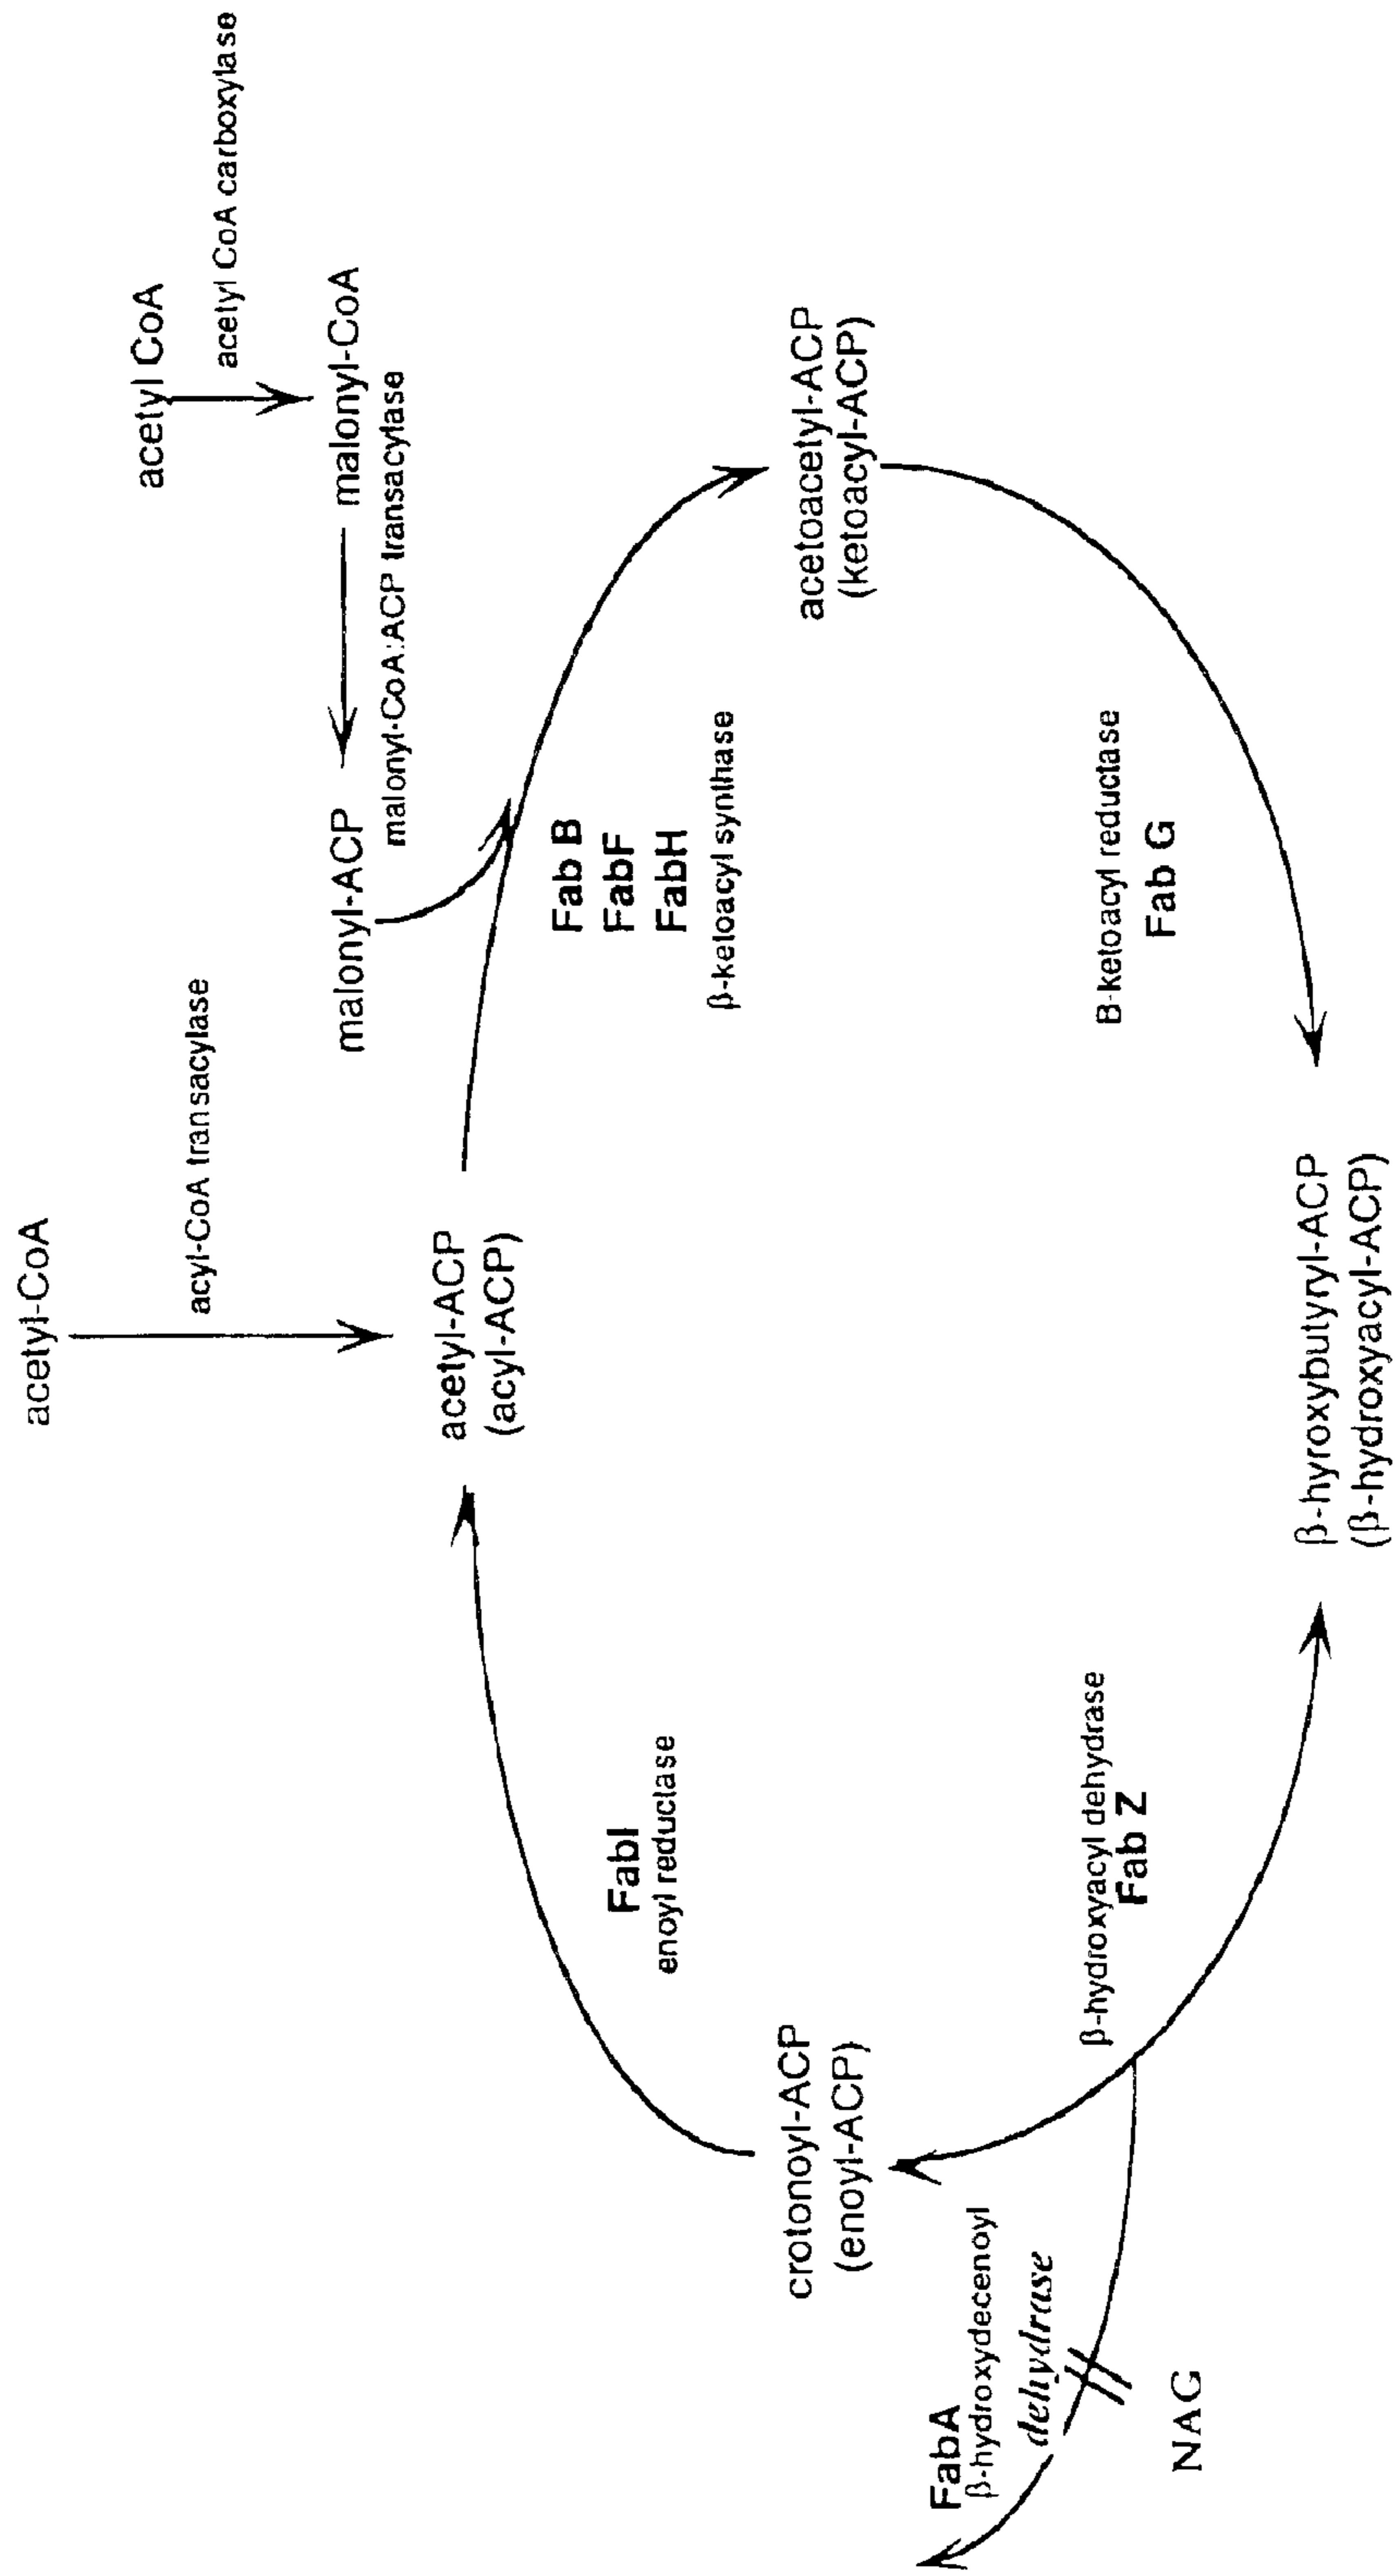 acetyl-CoA
acyl-CoA transacylase
acetyl CoA
acetyl CoA carboxylase
malonyl-CoA
malonyl-CoA:ACP transacylase
malonyl-ACP
acetyl-ACP
(acyl-ACP)
Fab B
FabF
FabH
β-ketoacyl synthase
acetoacetyl-ACP
(ketoacyl-ACP)
B-ketoacyl reductase
Fab G
β-hyroxybutyryl-ACP
(β-hydroxyacyl-ACP)
β-hydroxyacyl dehydrase
Fab Z
crotonoyl-ACP
(enoyl-ACP)
FabI
enoyl reductase
FabA
β-hydroxydecenoyl
dehydrase
NAG